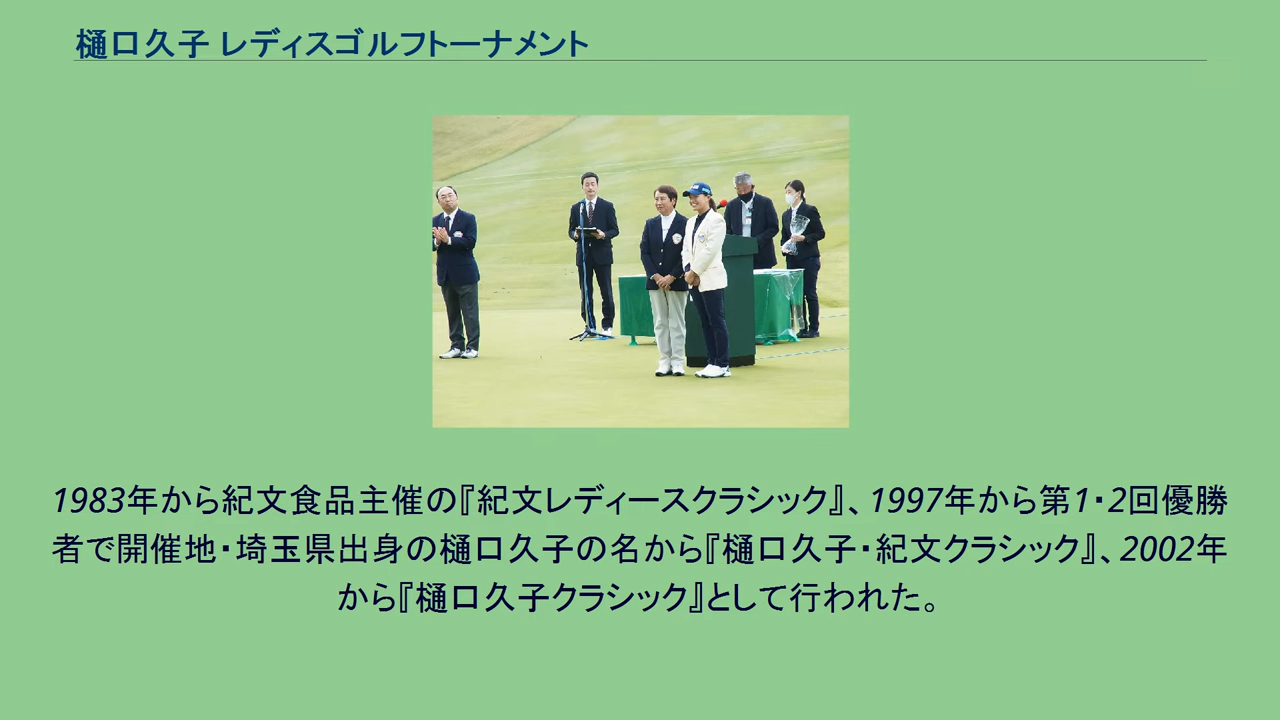 樋口久子 レディスゴルフトーナメント
1983年から紀文食品主催の『紀文レディースクラシック』、1997年から第1・2回優勝
者で開催地・埼玉県出身の樋口久子の名から『樋口久子・紀文クラシック』、2002年
から『樋口久子クラシック』として行われた。